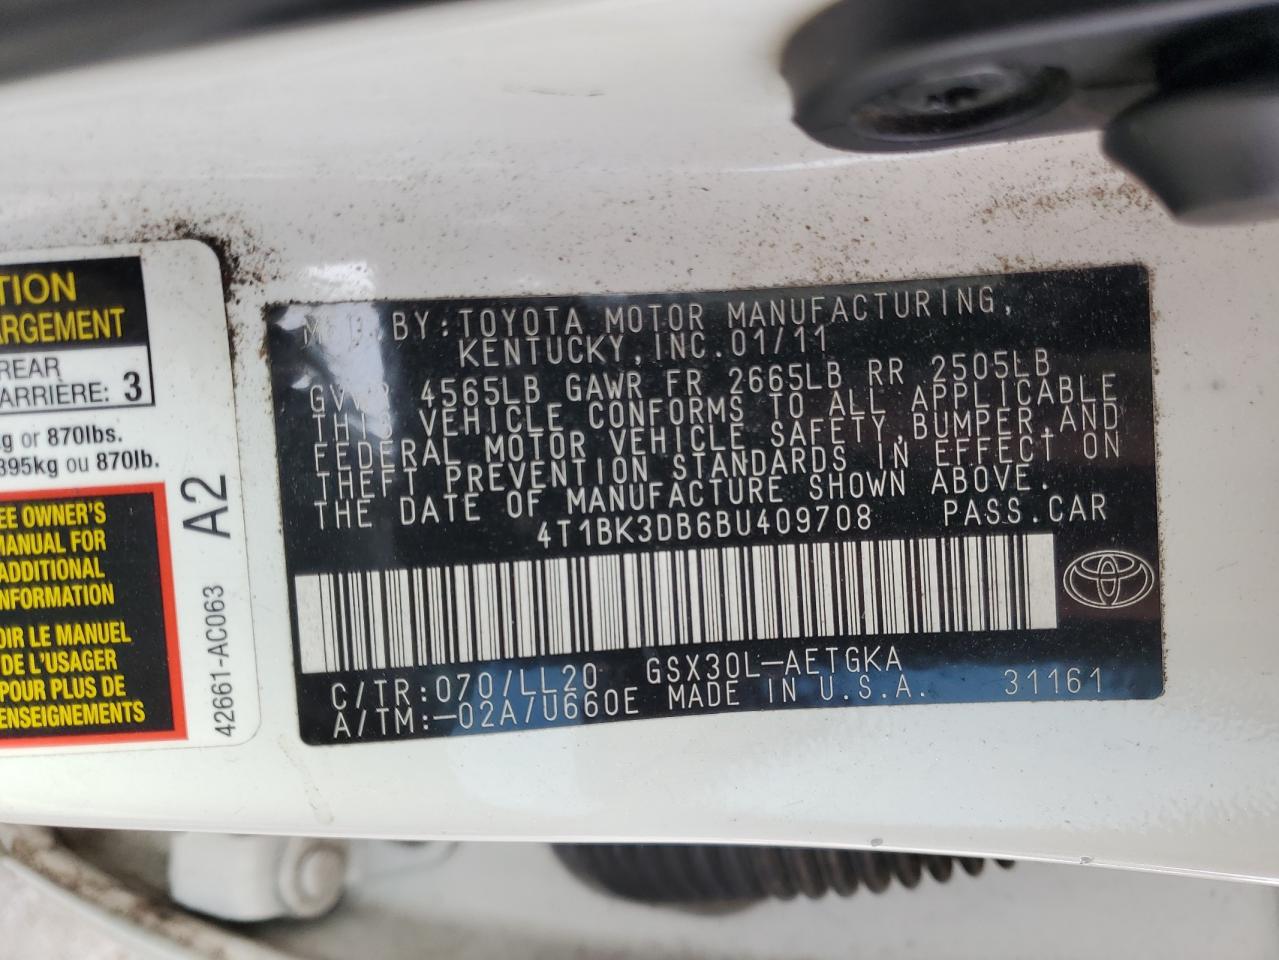 TION
ARGEMENT
REAR
ARRIÈRE: 3
g or 870lbs.
395kg ou 870lb.
EE OWNER'S
MANUAL FOR
ADDITIONAL
NFORMATION
OIR LE MANUEL
DE L'USAGER
POUR PLUS DE
ENSEIGNEMENTS
42661-AC063 A2
MFD. BY: TOYOTA MOTOR MANUFACTURING,
KENTUCKY, INC. 01/11
GVWR 4565LB GAWR FR 2665LB RR 2505LB
THIS VEHICLE CONFORMS TO ALL APPLICABLE
FEDERAL MOTOR VEHICLE SAFETY, BUMPER, AND
THEFT PREVENTION STANDARDS IN EFFECT ON
THE DATE OF MANUFACTURE SHOWN ABOVE.
4T1BK3DB6BU409708 PASS. CAR
C/TR: 070/LL20 GSX30L-AETGKA
A/TM: -02A/U660E MADE IN U.S.A. 31161